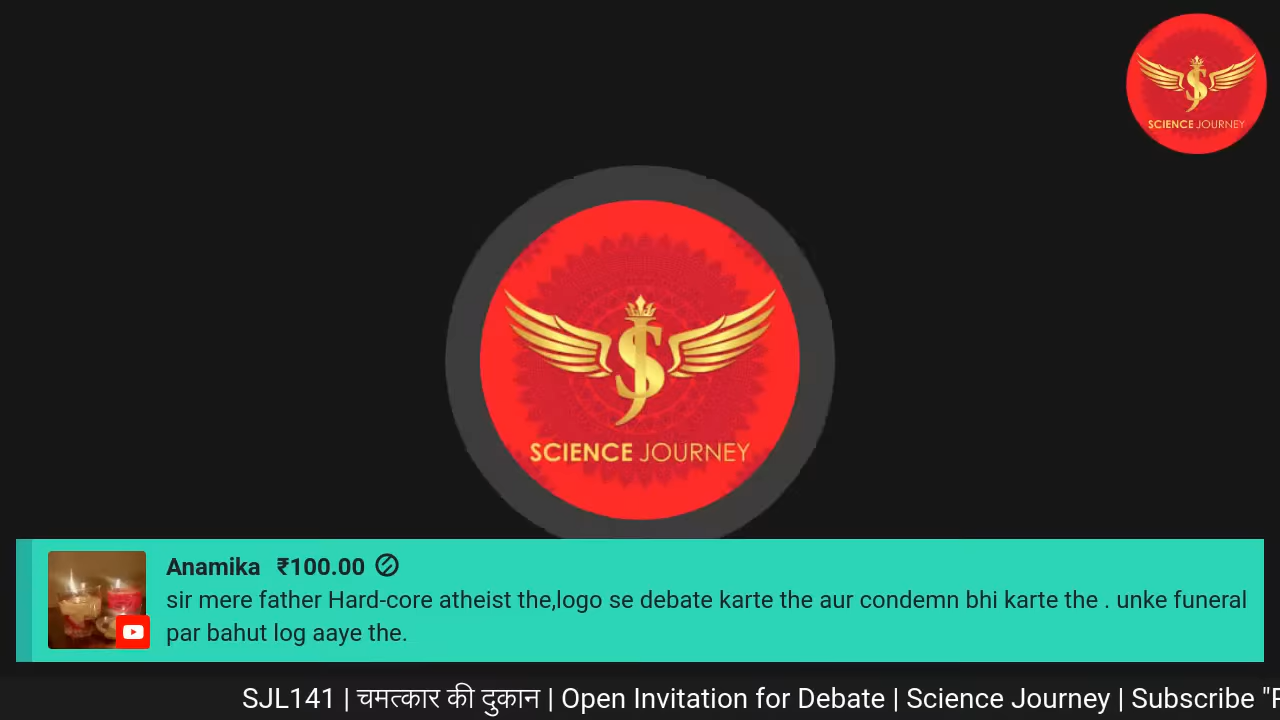 SCIENCE JOURNEY
SCIENCE JOURNEY
Anamika ₹100.00
sir mere father Hard-core atheist the,logo se debate karte the aur condemn bhi karte the . unke funeral
par bahut log aaye the.
SJL141 | चमत्कार की दुकान | Open Invitation for Debate | Science Journey | Subscribe "